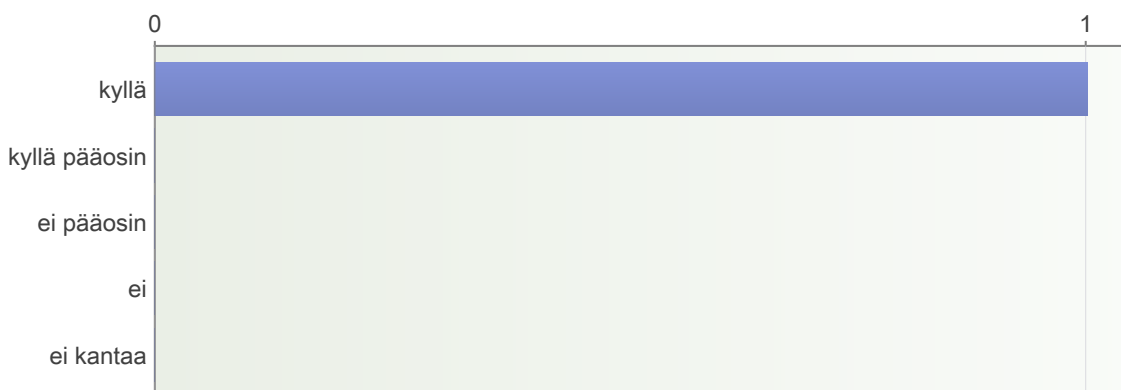 0 1
kyllä
kyllä pääosin
ei pääosin
ei
ei kantaa